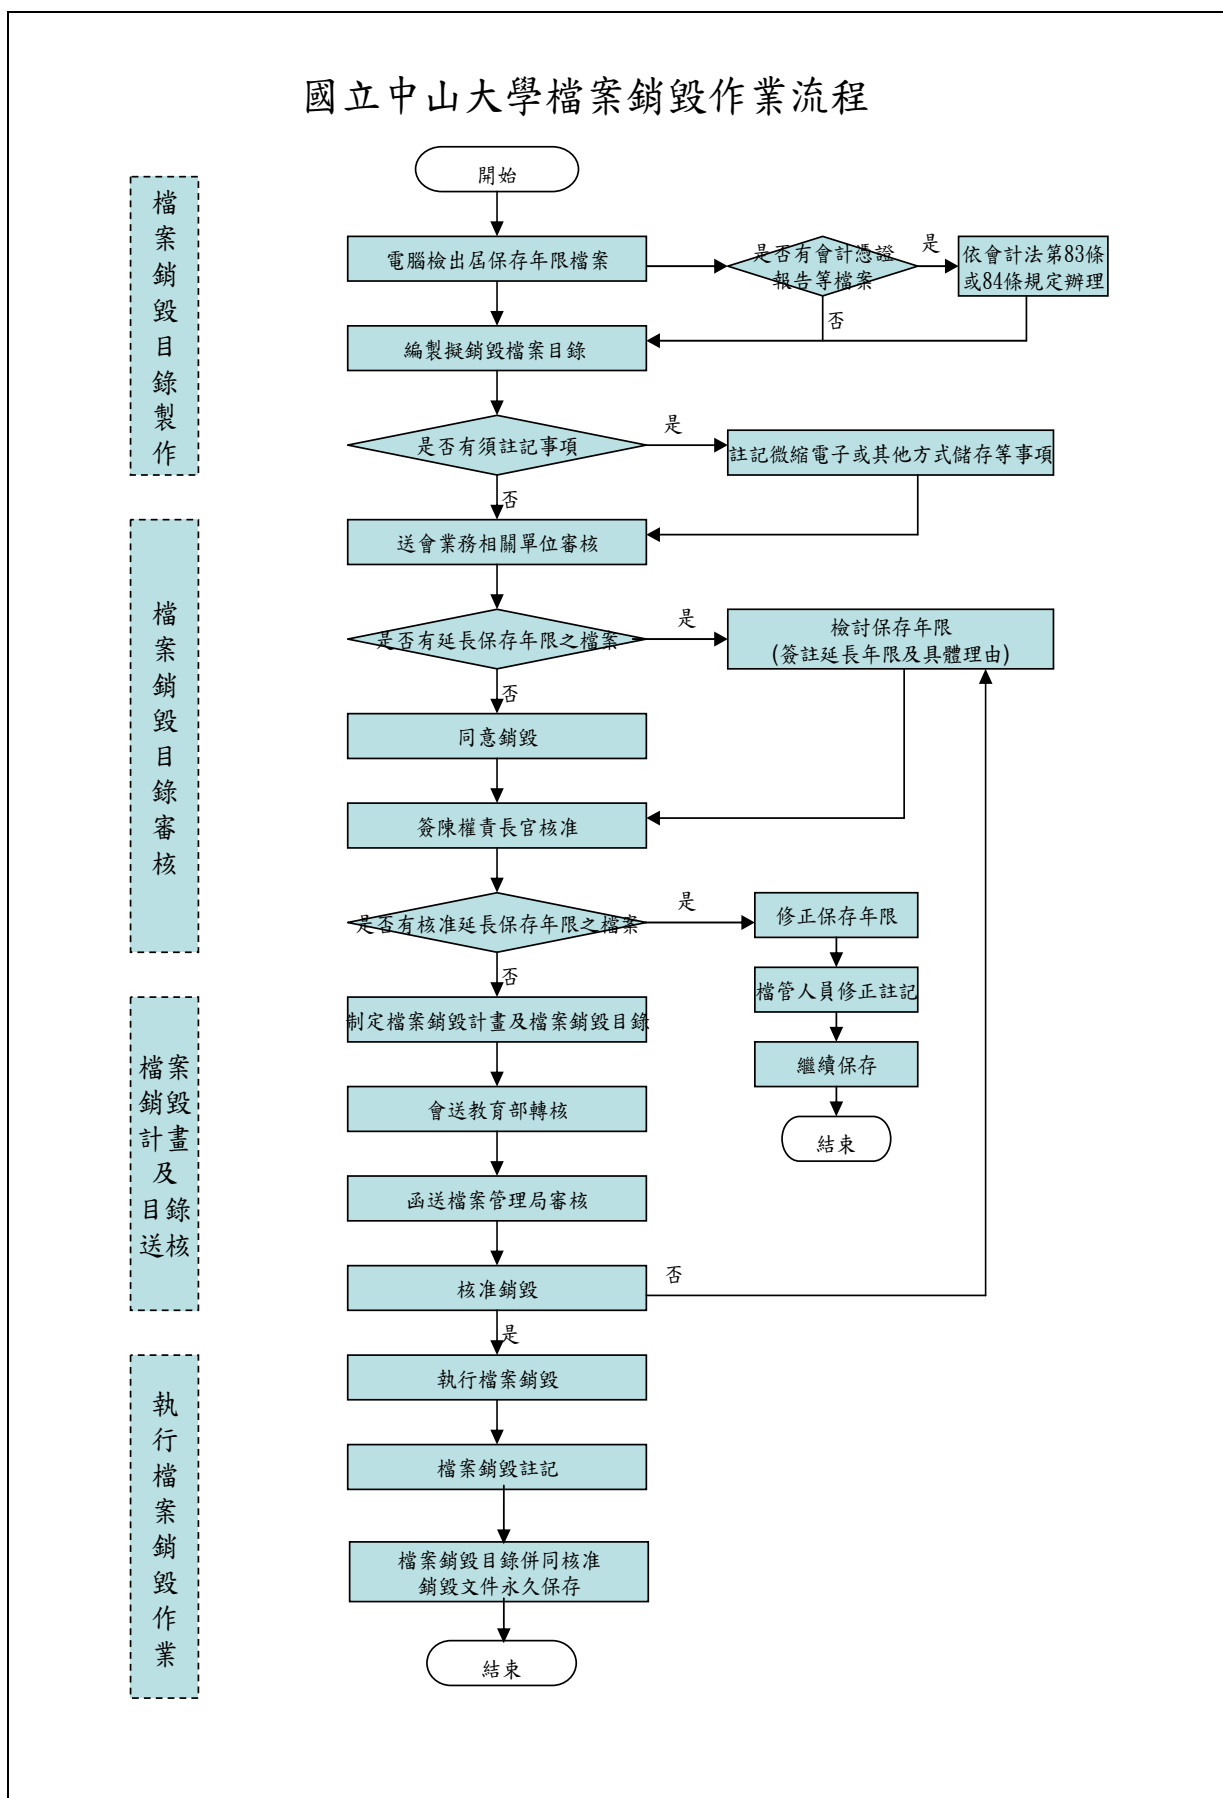 國立中山大學檔案銷毀作業流程
檔案銷毀目錄製作
開始
電腦檢出屆保存年限檔案
是否有會計憑證
報告等檔案
是
依會計法第83條
或84條規定辦理
否
編製擬銷毀檔案目錄
是否有須註記事項
是
註記微縮電子或其他方式儲存等事項
否
檔案銷毀目錄審核
送會業務相關單位審核
是否有延長保存年限之檔案
是
檢討保存年限
(簽註延長年限及具體理由)
否
同意銷毀
簽陳權責長官核准
是否有核准延長保存年限之檔案
是
修正保存年限
檔管人員修正註記
繼續保存
結束
否
檔案
銷毀
計畫
及
目錄
送核
制定檔案銷毀計畫及檔案銷毀目錄
會送教育部轉核
函送檔案管理局審核
核准銷毀
否
是
執行檔案銷毀作業
執行檔案銷毀
檔案銷毀註記
檔案銷毀目錄併同核准
銷毀文件永久保存
結束